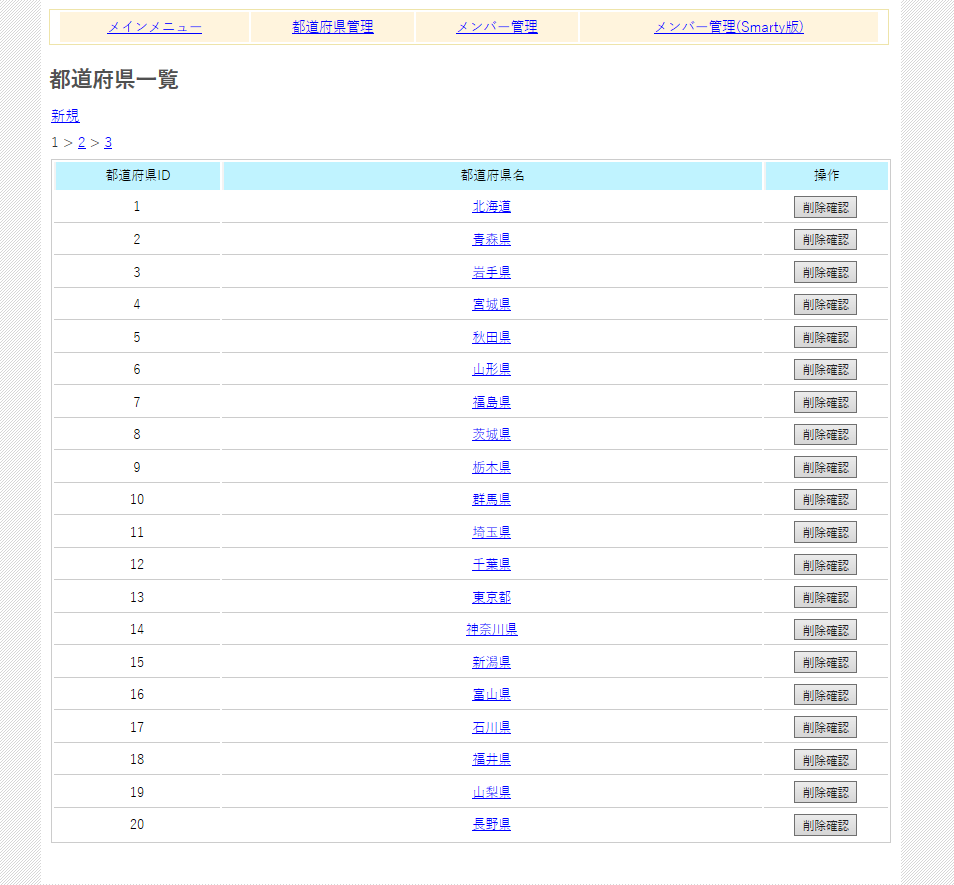 メインメニュー 都道府県管理 メンバー管理 メンバー管理(Smarty版)
都道府県一覧
新規
1 > 2 > 3
都道府県ID 都道府県名 操作
1 北海道 削除確認
2 青森県 削除確認
3 岩手県 削除確認
4 宮城県 削除確認
5 秋田県 削除確認
6 山形県 削除確認
7 福島県 削除確認
8 茨城県 削除確認
9 栃木県 削除確認
10 群馬県 削除確認
11 埼玉県 削除確認
12 千葉県 削除確認
13 東京都 削除確認
14 神奈川県 削除確認
15 新潟県 削除確認
16 富山県 削除確認
17 石川県 削除確認
18 福井県 削除確認
19 山梨県 削除確認
20 長野県 削除確認